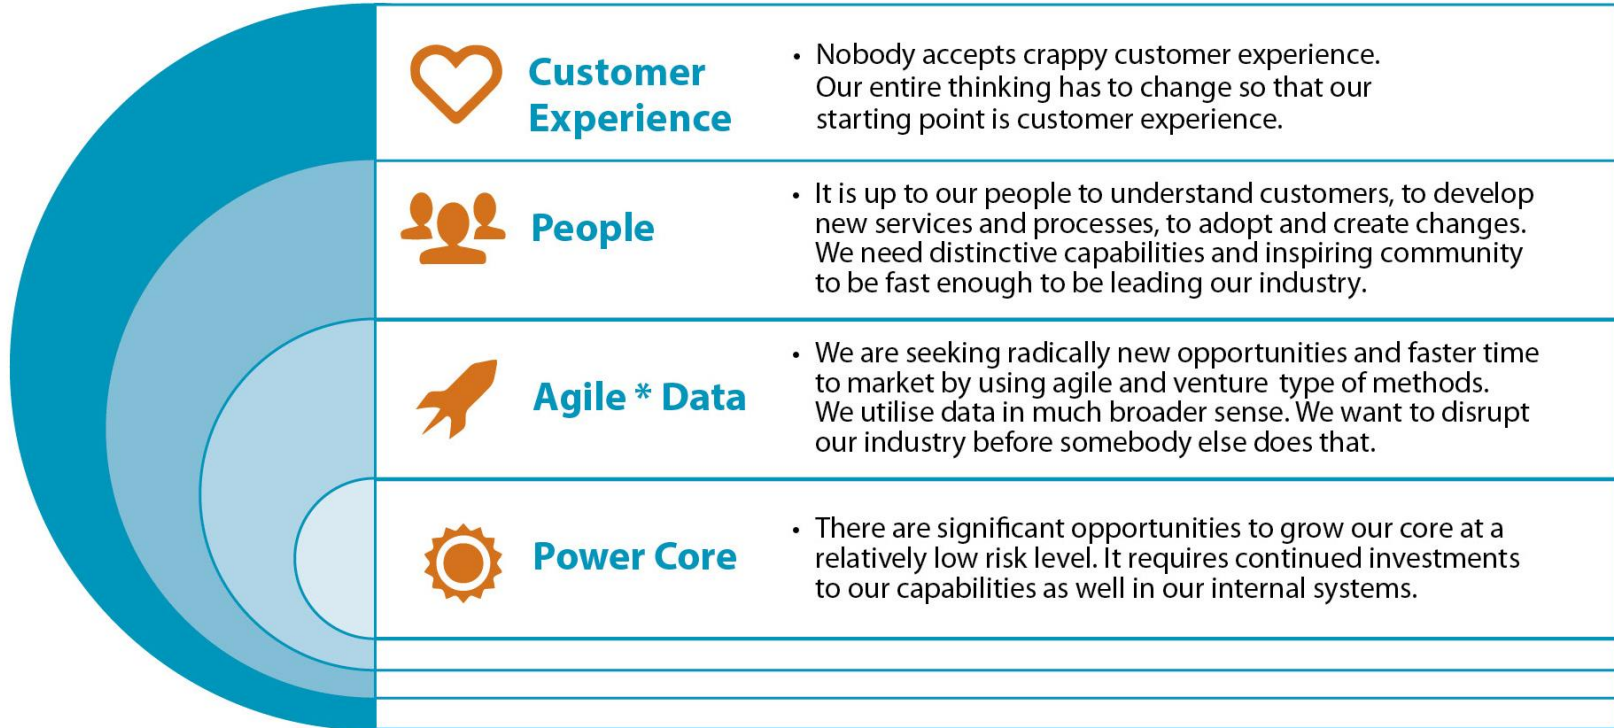 Customer
Experience
• Nobody accepts crappy customer experience.
Our entire thinking has to change so that our
starting point is customer experience.
People
• It is up to our people to understand customers, to develop
new services and processes, to adopt and create changes.
We need distinctive capabilities and inspiring community
to be fast enough to be leading our industry.
Agile * Data
• We are seeking radically new opportunities and faster time
to market by using agile and venture type of methods.
We utilise data in much broader sense. We want to disrupt
our industry before somebody else does that.
Power Core
• There are significant opportunities to grow our core at a
relatively low risk level. It requires continued investments
to our capabilities as well in our internal systems.